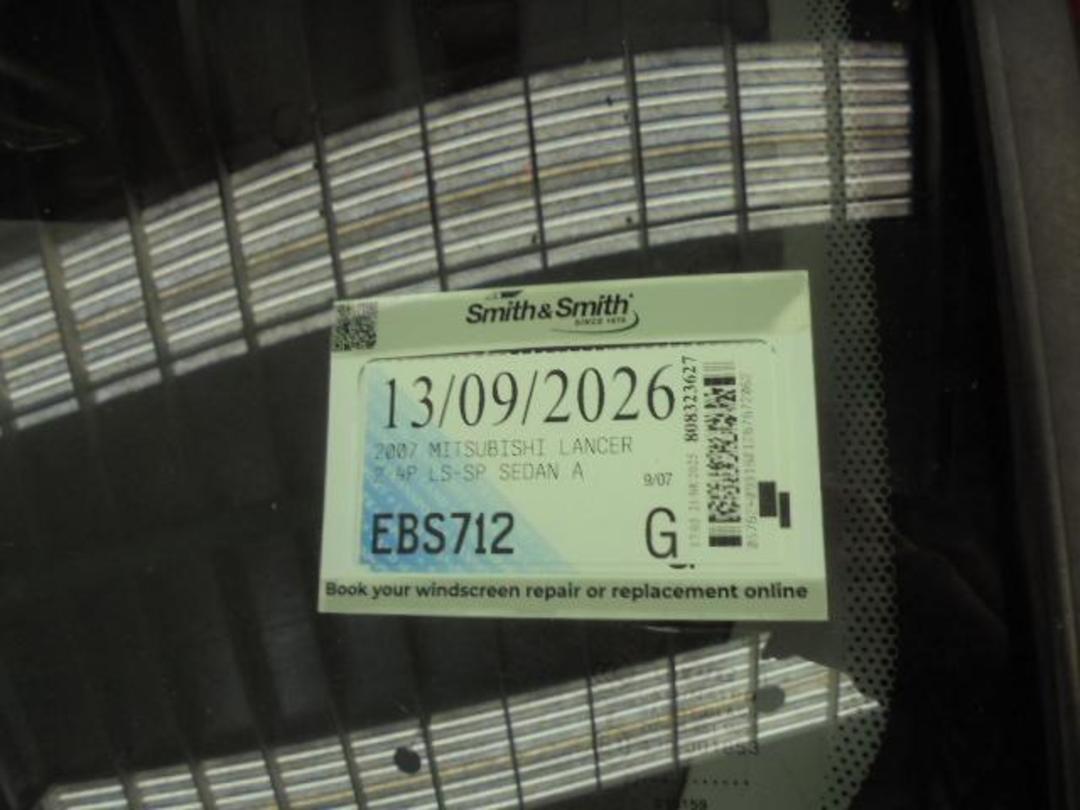 Smith&Smith
SINCE 1878
13/09/2026
2007 MITSUBISHI LANCER
2.4P LS-SP SEDAN A
9/07
EBS712
G
808323627
Book your windscreen repair or replacement online